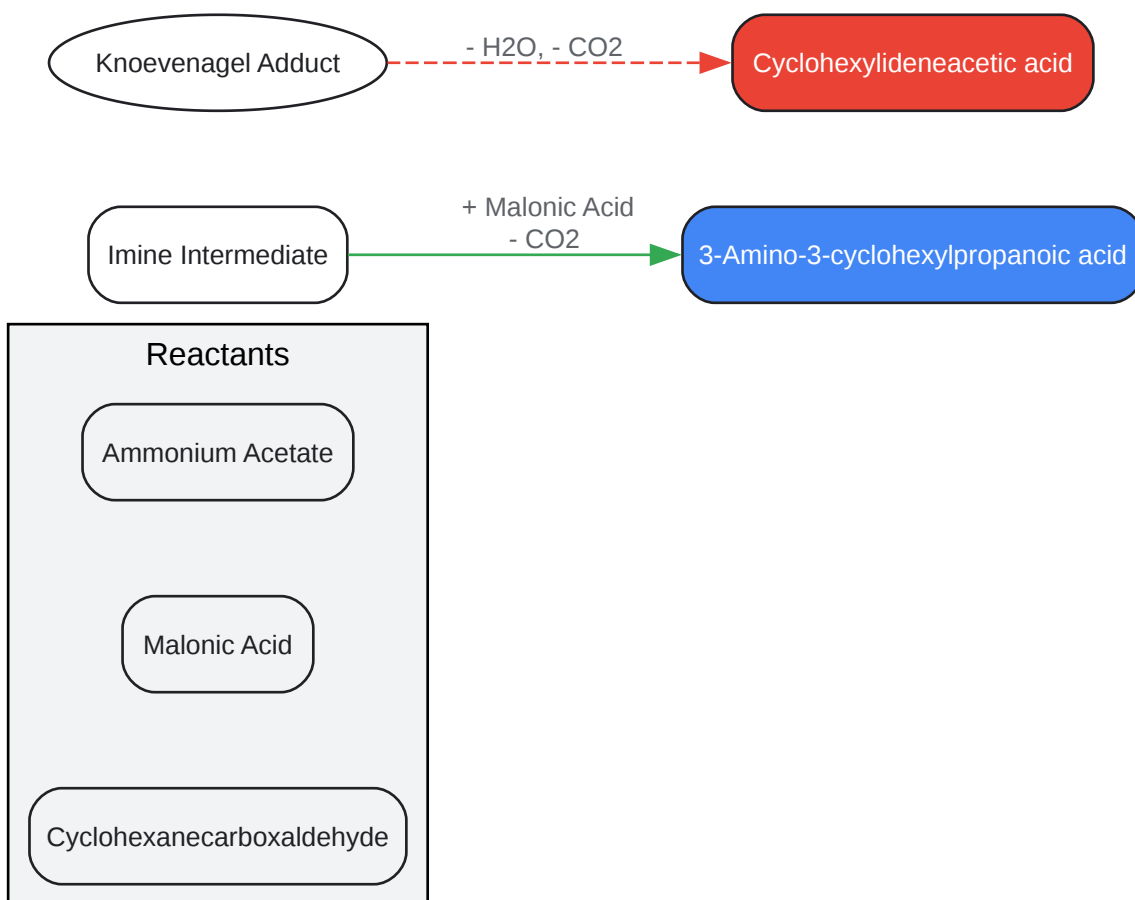 Knoevenagel Adduct
- H2O, - CO2
Cyclohexylideneacetic acid
Imine Intermediate
+ Malonic Acid
- CO2
3-Amino-3-cyclohexylpropanoic acid
Reactants
Ammonium Acetate
Malonic Acid
Cyclohexanecarboxaldehyde